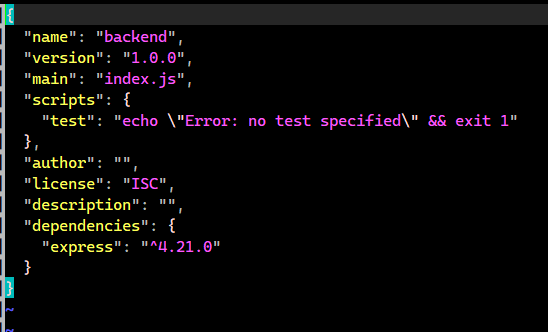 {
  "name": "backend",
  "version": "1.0.0",
  "main": "index.js",
  "scripts": {
    "test": "echo \"Error: no test specified\" && exit 1"
  },
  "author": "",
  "license": "ISC",
  "description": "",
  "dependencies": {
    "express": "^4.21.0"
  }
}
~
~